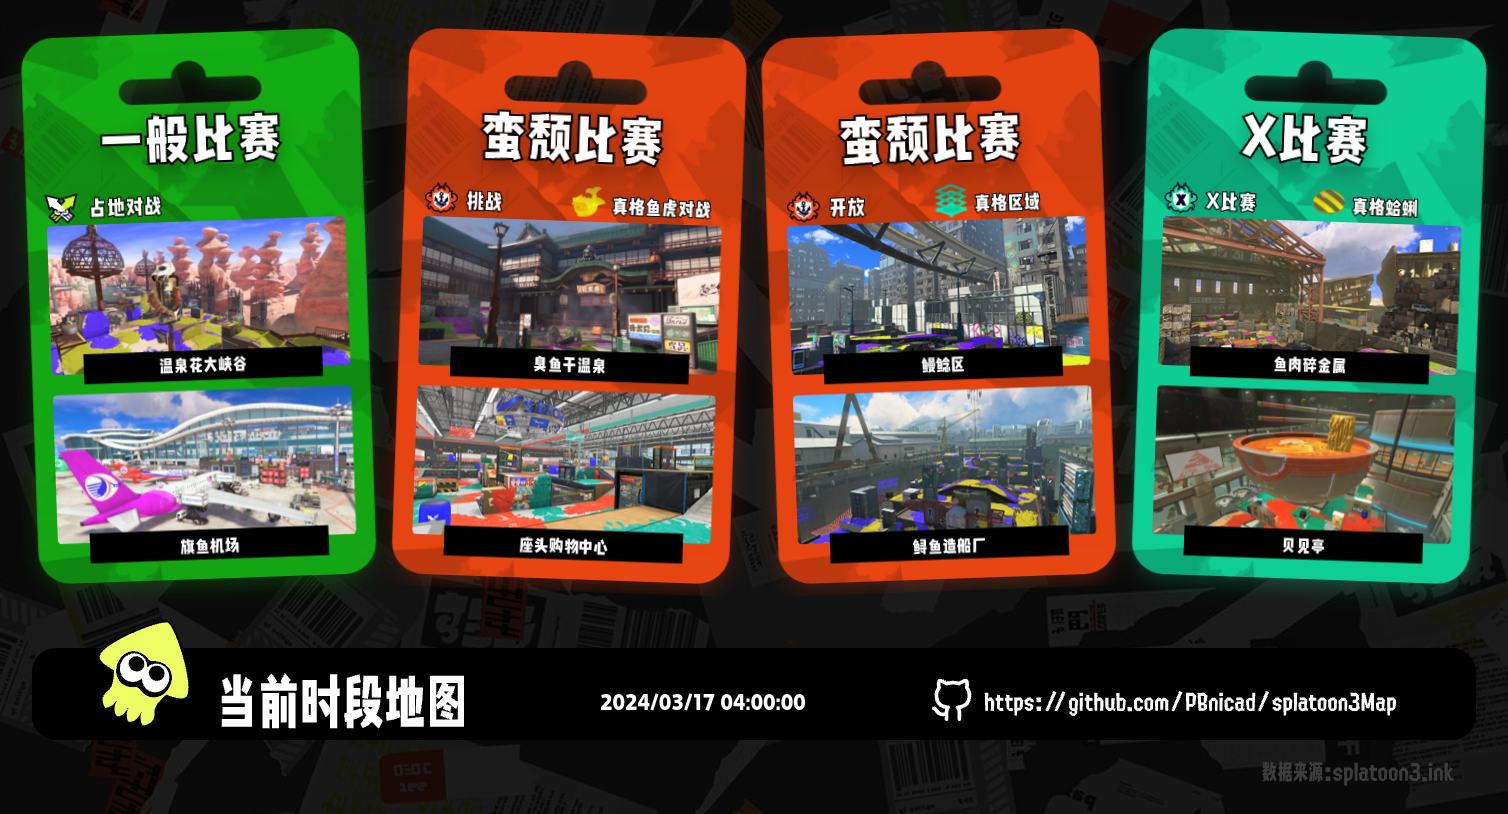 一般比赛
占地对战
温泉花大峡谷
旗鱼机场
蛮颓比赛
挑战
真格鱼虎对战
臭鱼干温泉
座头购物中心
蛮颓比赛
开放
真格区域
鳗鲶区
鲟鱼造船厂
X比赛
X比赛
真格蛤蜊
鱼肉碎金属
贝见亭
当前时段地图
2024/03/17 04:00:00
https://github.com/PBnicad/splatoon3Map
数据来源:splatoon3.ink